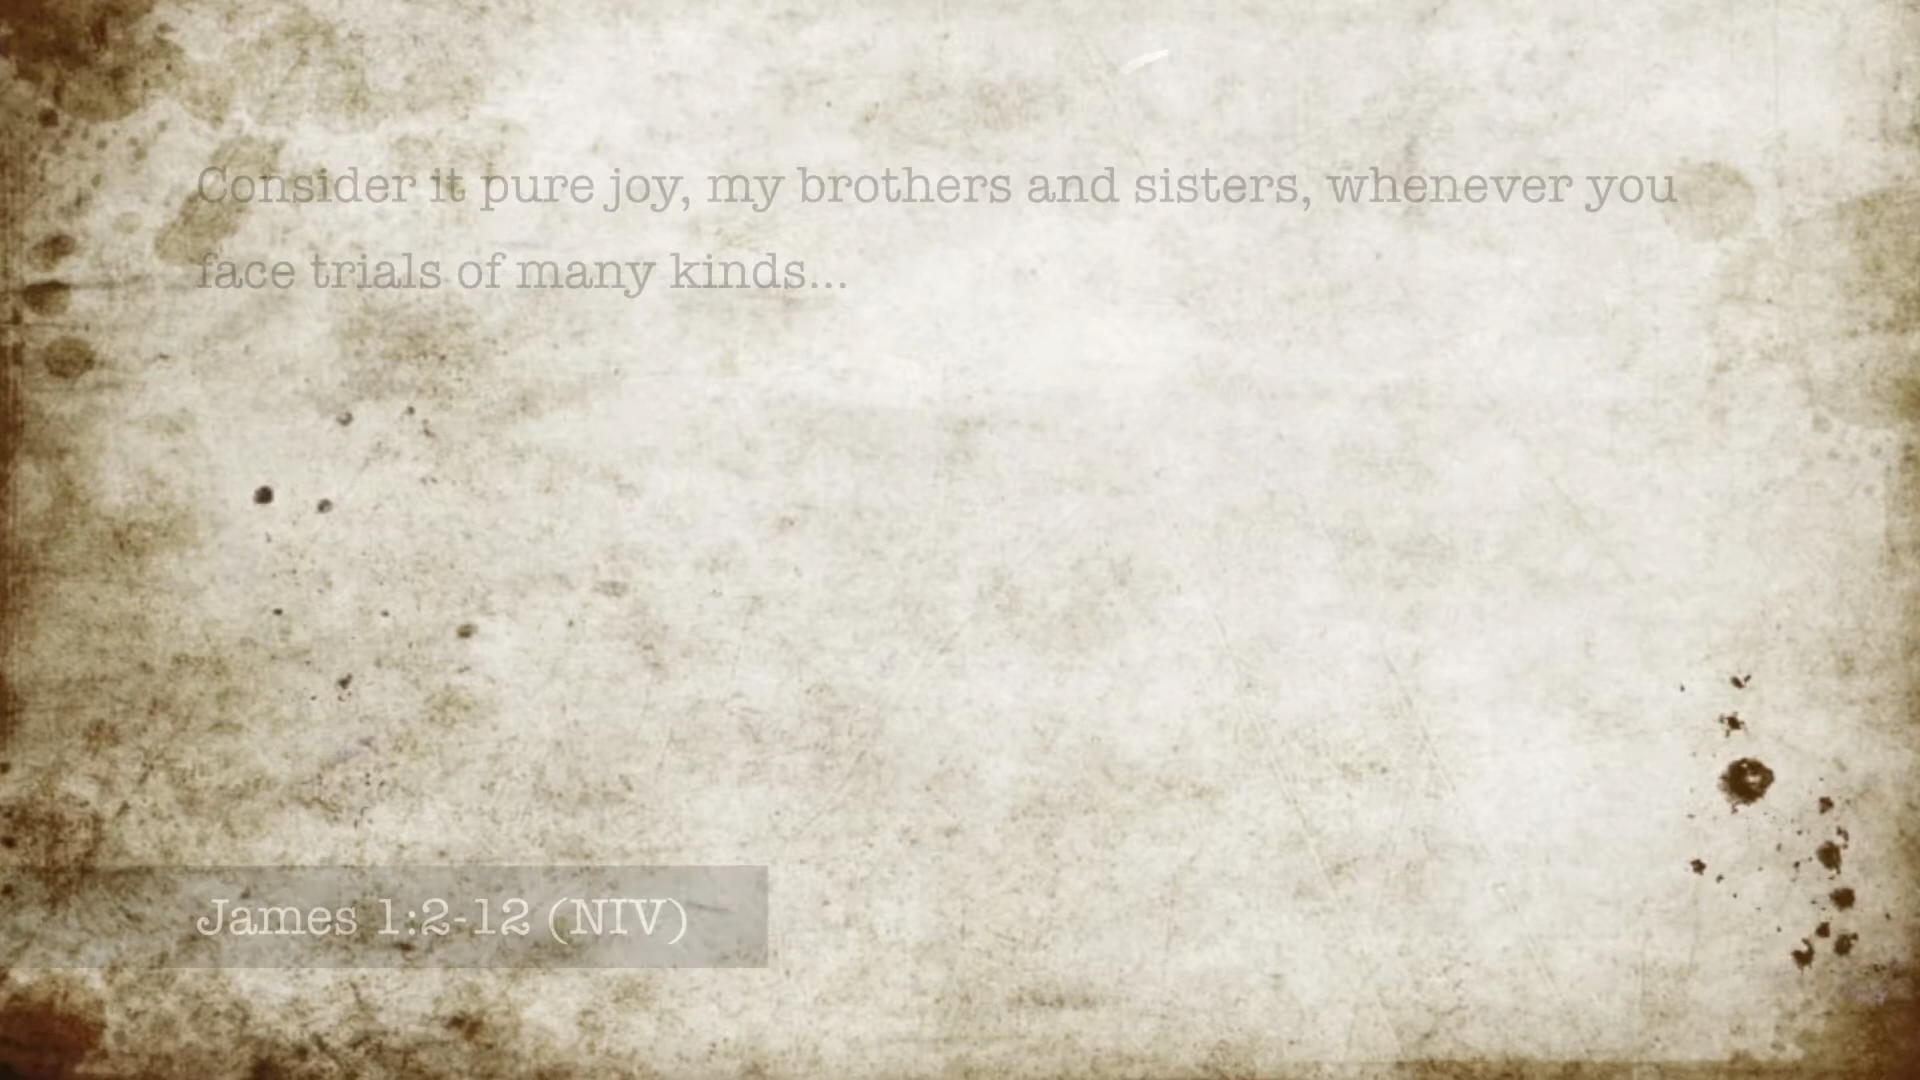 Consider it pure joy, my brothers and sisters, whenever you
face trials of many kinds...
James 1:2-12 (NIV)